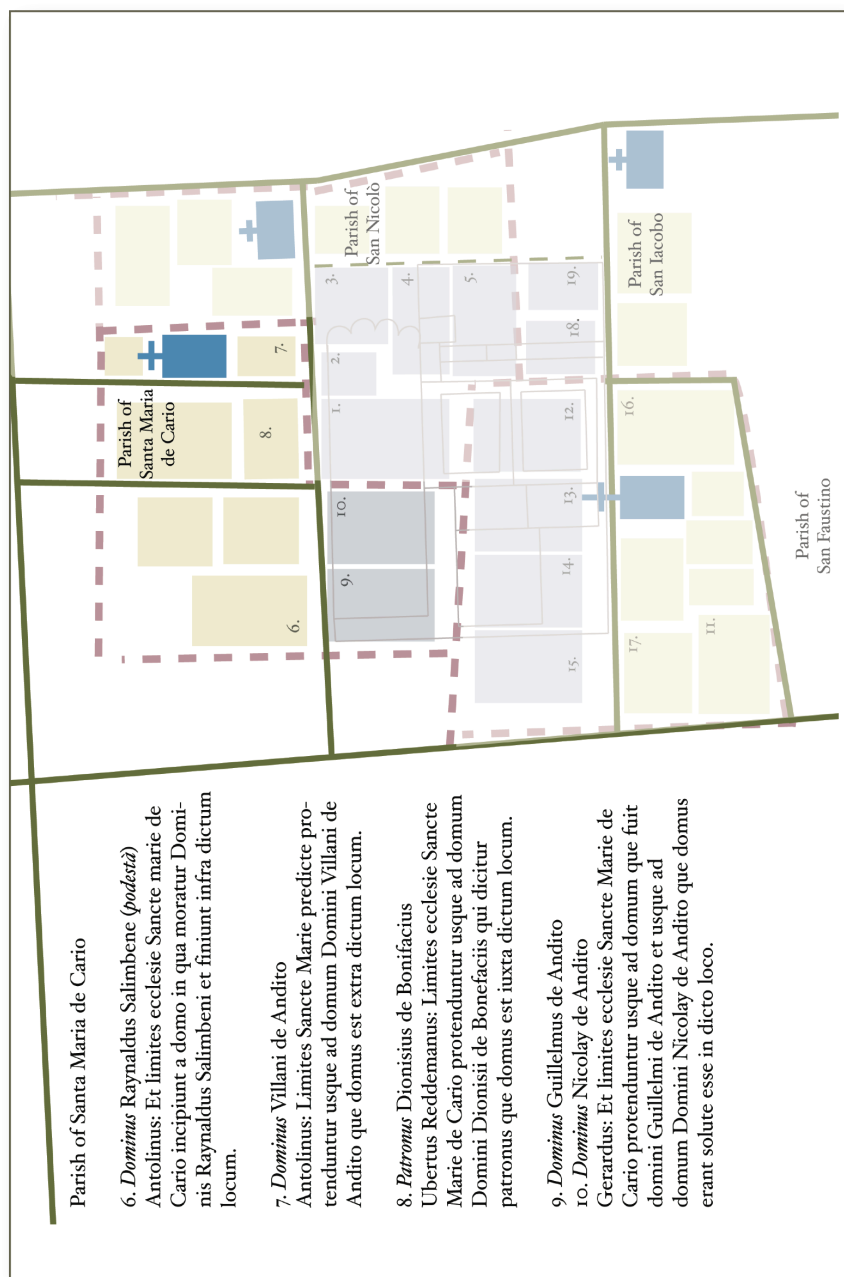 Parish of Santa Maria de Cario
6. Dominus Raynaldus Salimbene (podestà)
Antolinus: Et limites ecclesie Sancte marie de
Cario incipiunt a domo in qua moratur Domi-
nis Raynaldus Salimbeni et finiunt infra dictum
locum.
7. Dominus Villani de Andito
Antolinus: Limites Sancte Marie predicte pro-
tenduntur usque ad domum Domini Villani de
Andito que domus est extra dictum locum.
8. Patronus Dionisius de Bonifacius
Ubertus Reddemanus: Limites ecclesie Sancte
Marie de Cario protenduntur usque ad domum
Domini Dionisii de Bonefaciis qui dicitur
patronus que domus est iuxta dictum locum.
9. Dominus Guillelmus de Andito
10. Dominus Nicolay de Andito
Gerardus: Et limites ecclesie Sancte Marie de
Cario protenduntur usque ad domum que fuit
domini Guillelmi de Andito et usque ad
domum Domini Nicolay de Andito que domus
erant solute esse in dicto loco.
Parish of
Santa Maria
de Cario
6.
8.
7.
9.
10.
1.
2.
3.
4.
5.
Parish of
San Nicolò
15.
14.
13.
12.
18.
19.
17.
11.
16.
Parish of
San Iacobo
Parish of
San Faustino